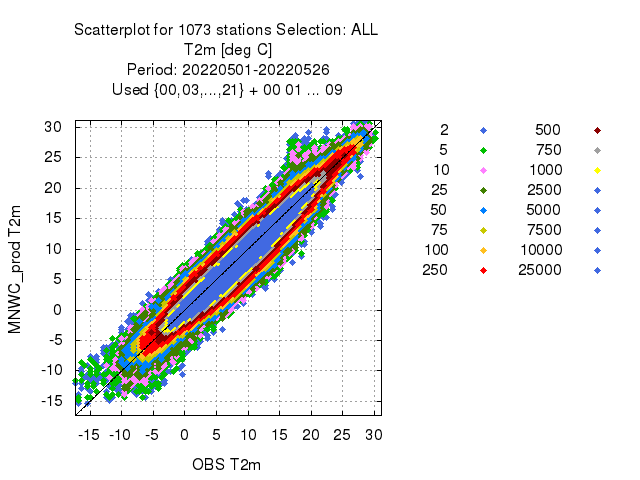 Scatterplot for 1073 stations Selection: ALL
T2m [deg C]
Period: 20220501-20220526
Used {00,03,...,21} + 00 01 ... 09
30
25
20
15
10
5
0
-5
-10
-15
MNWC_prod T2m
-15 -10 -5 0 5 10 15 20 25 30
OBS T2m
2 500
5 750
10 1000
25 2500
50 5000
75 7500
100 10000
250 25000